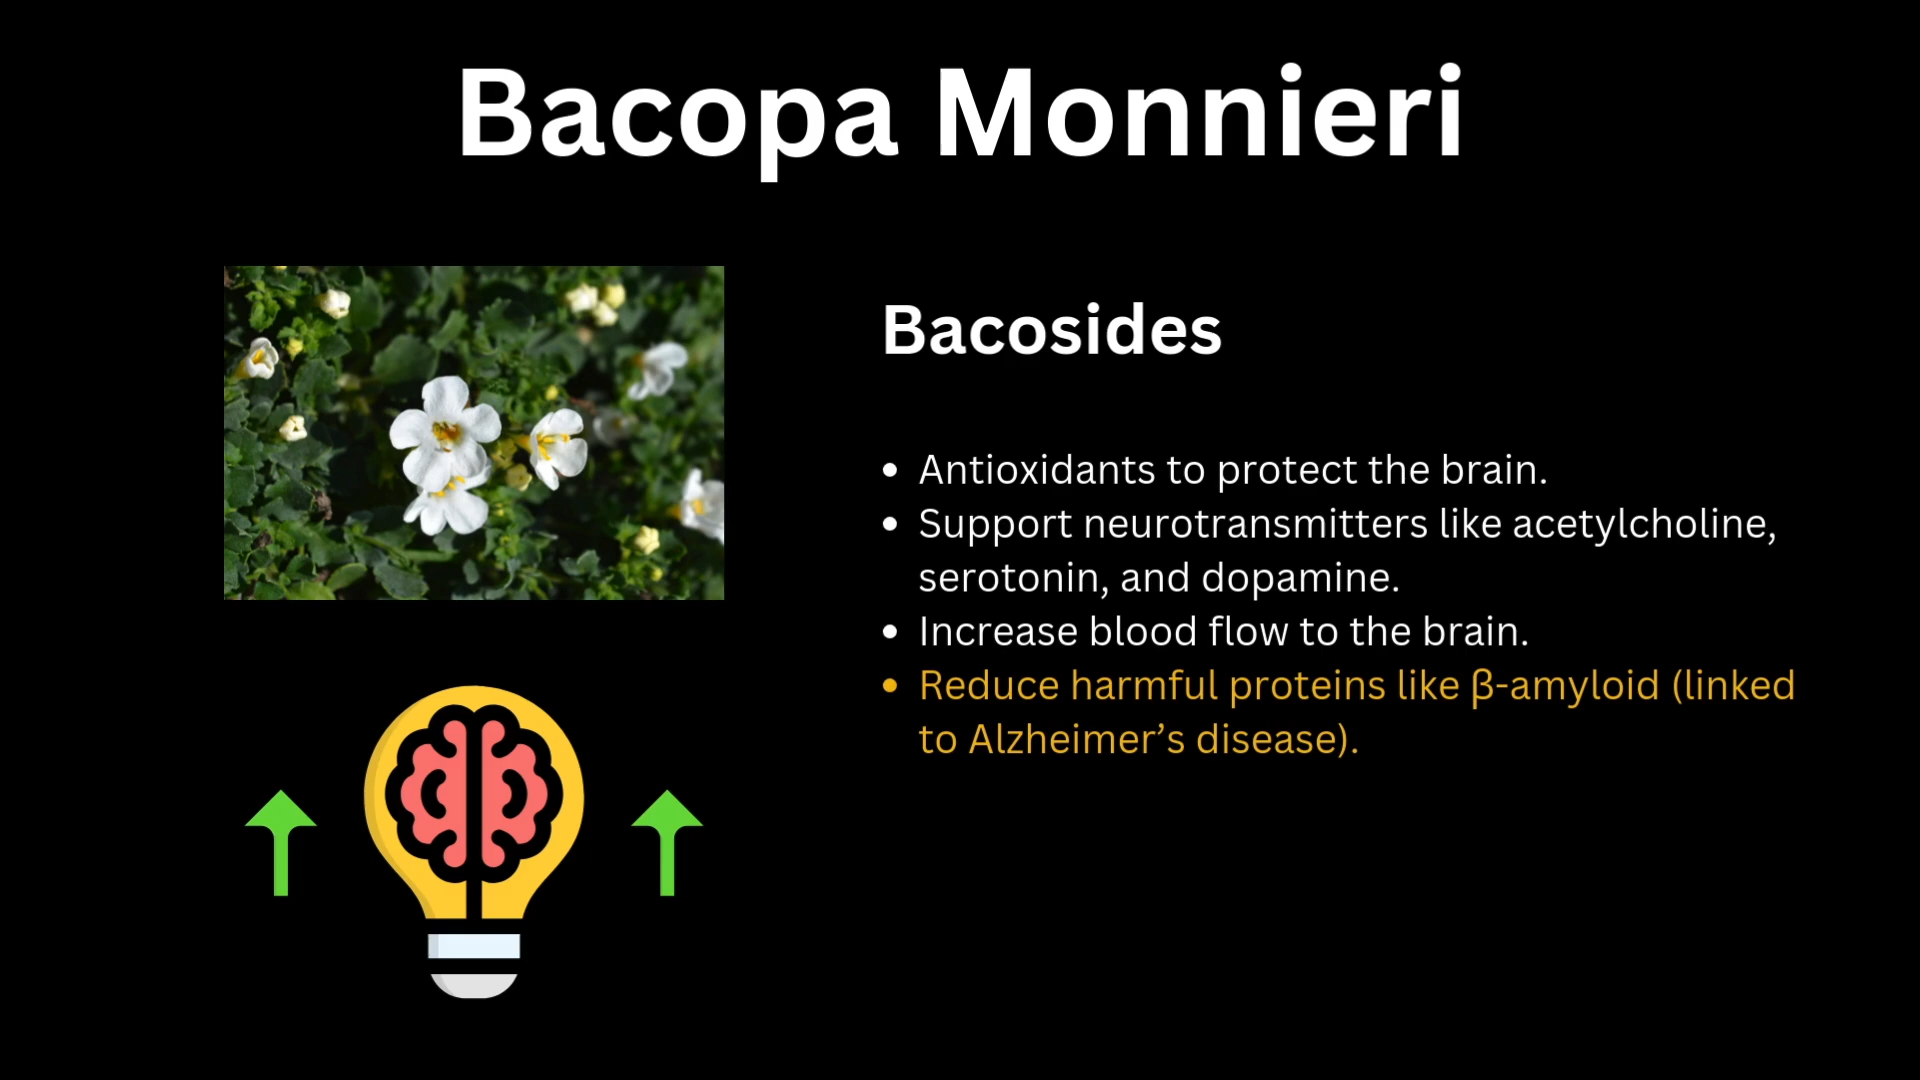 Bacopa Monnieri
Bacosides
• Antioxidants to protect the brain.
• Support neurotransmitters like acetylcholine,
serotonin, and dopamine.
• Increase blood flow to the brain.
• Reduce harmful proteins like β-amyloid (linked
to Alzheimer’s disease).